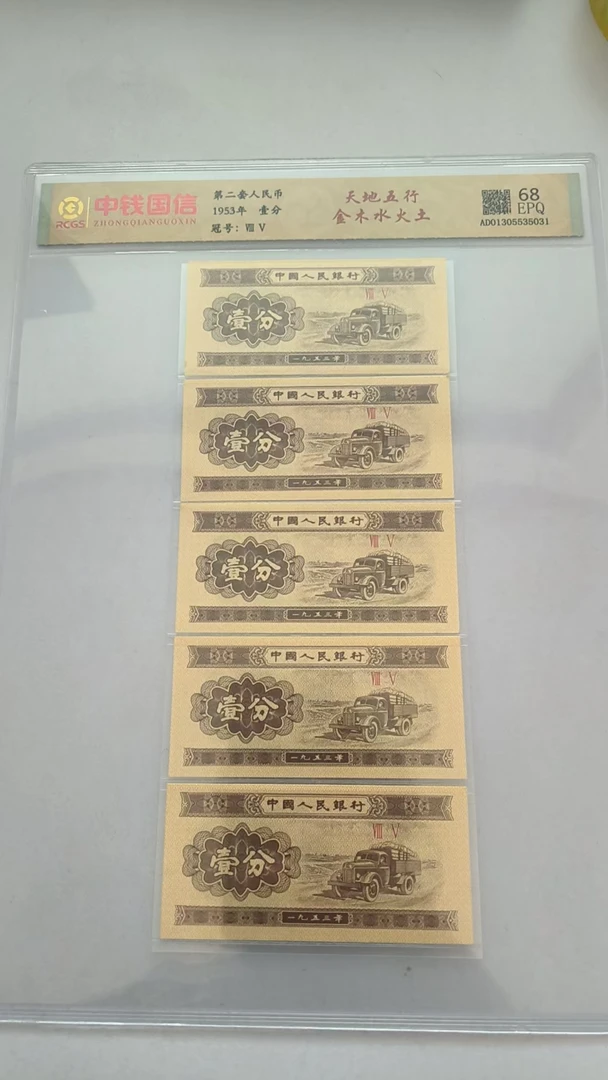 RCGS
中钱国信
ZHONGQIANGUOXIN
第二套人民币
1953年 壹分
冠号：Ⅷ Ⅴ
天地五行
金木水火土
68
EPQ
AD01305535031
中國人民銀行
Ⅷ Ⅴ
壹分
一九五三年
中國人民銀行
Ⅷ Ⅴ
壹分
一九五三年
中國人民銀行
Ⅷ Ⅴ
壹分
一九五三年
中國人民銀行
Ⅷ Ⅴ
壹分
一九五三年
中國人民銀行
Ⅷ Ⅴ
壹分
一九五三年